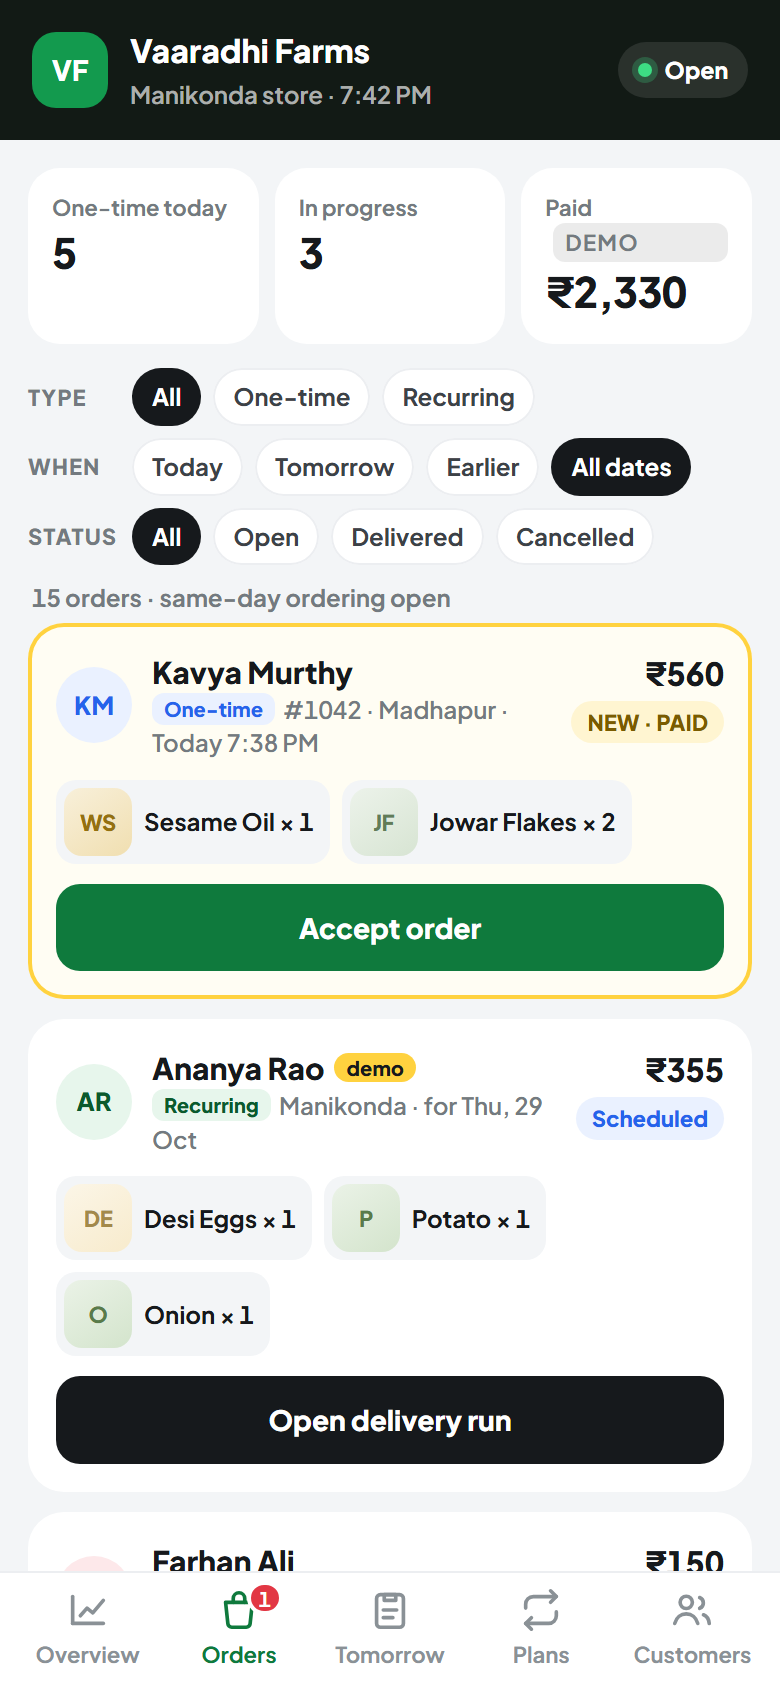 VF
Vaaradhi Farms
Manikonda store · 7:42 PM
Open
One-time today
5
In progress
3
Paid
DEMO
₹2,330
TYPE All One-time Recurring
WHEN Today Tomorrow Earlier All dates
STATUS All Open Delivered Cancelled
15 orders · same-day ordering open
KM
Kavya Murthy
One-time #1042 · Madhapur ·
Today 7:38 PM
₹560
NEW · PAID
WS Sesame Oil × 1
JF Jowar Flakes × 2
Accept order
AR
Ananya Rao demo
Recurring Manikonda · for Thu, 29
Oct
₹355
Scheduled
DE Desi Eggs × 1
P Potato × 1
O Onion × 1
Open delivery run
Farhan Ali
₹150
1
Overview Orders Tomorrow Plans Customers